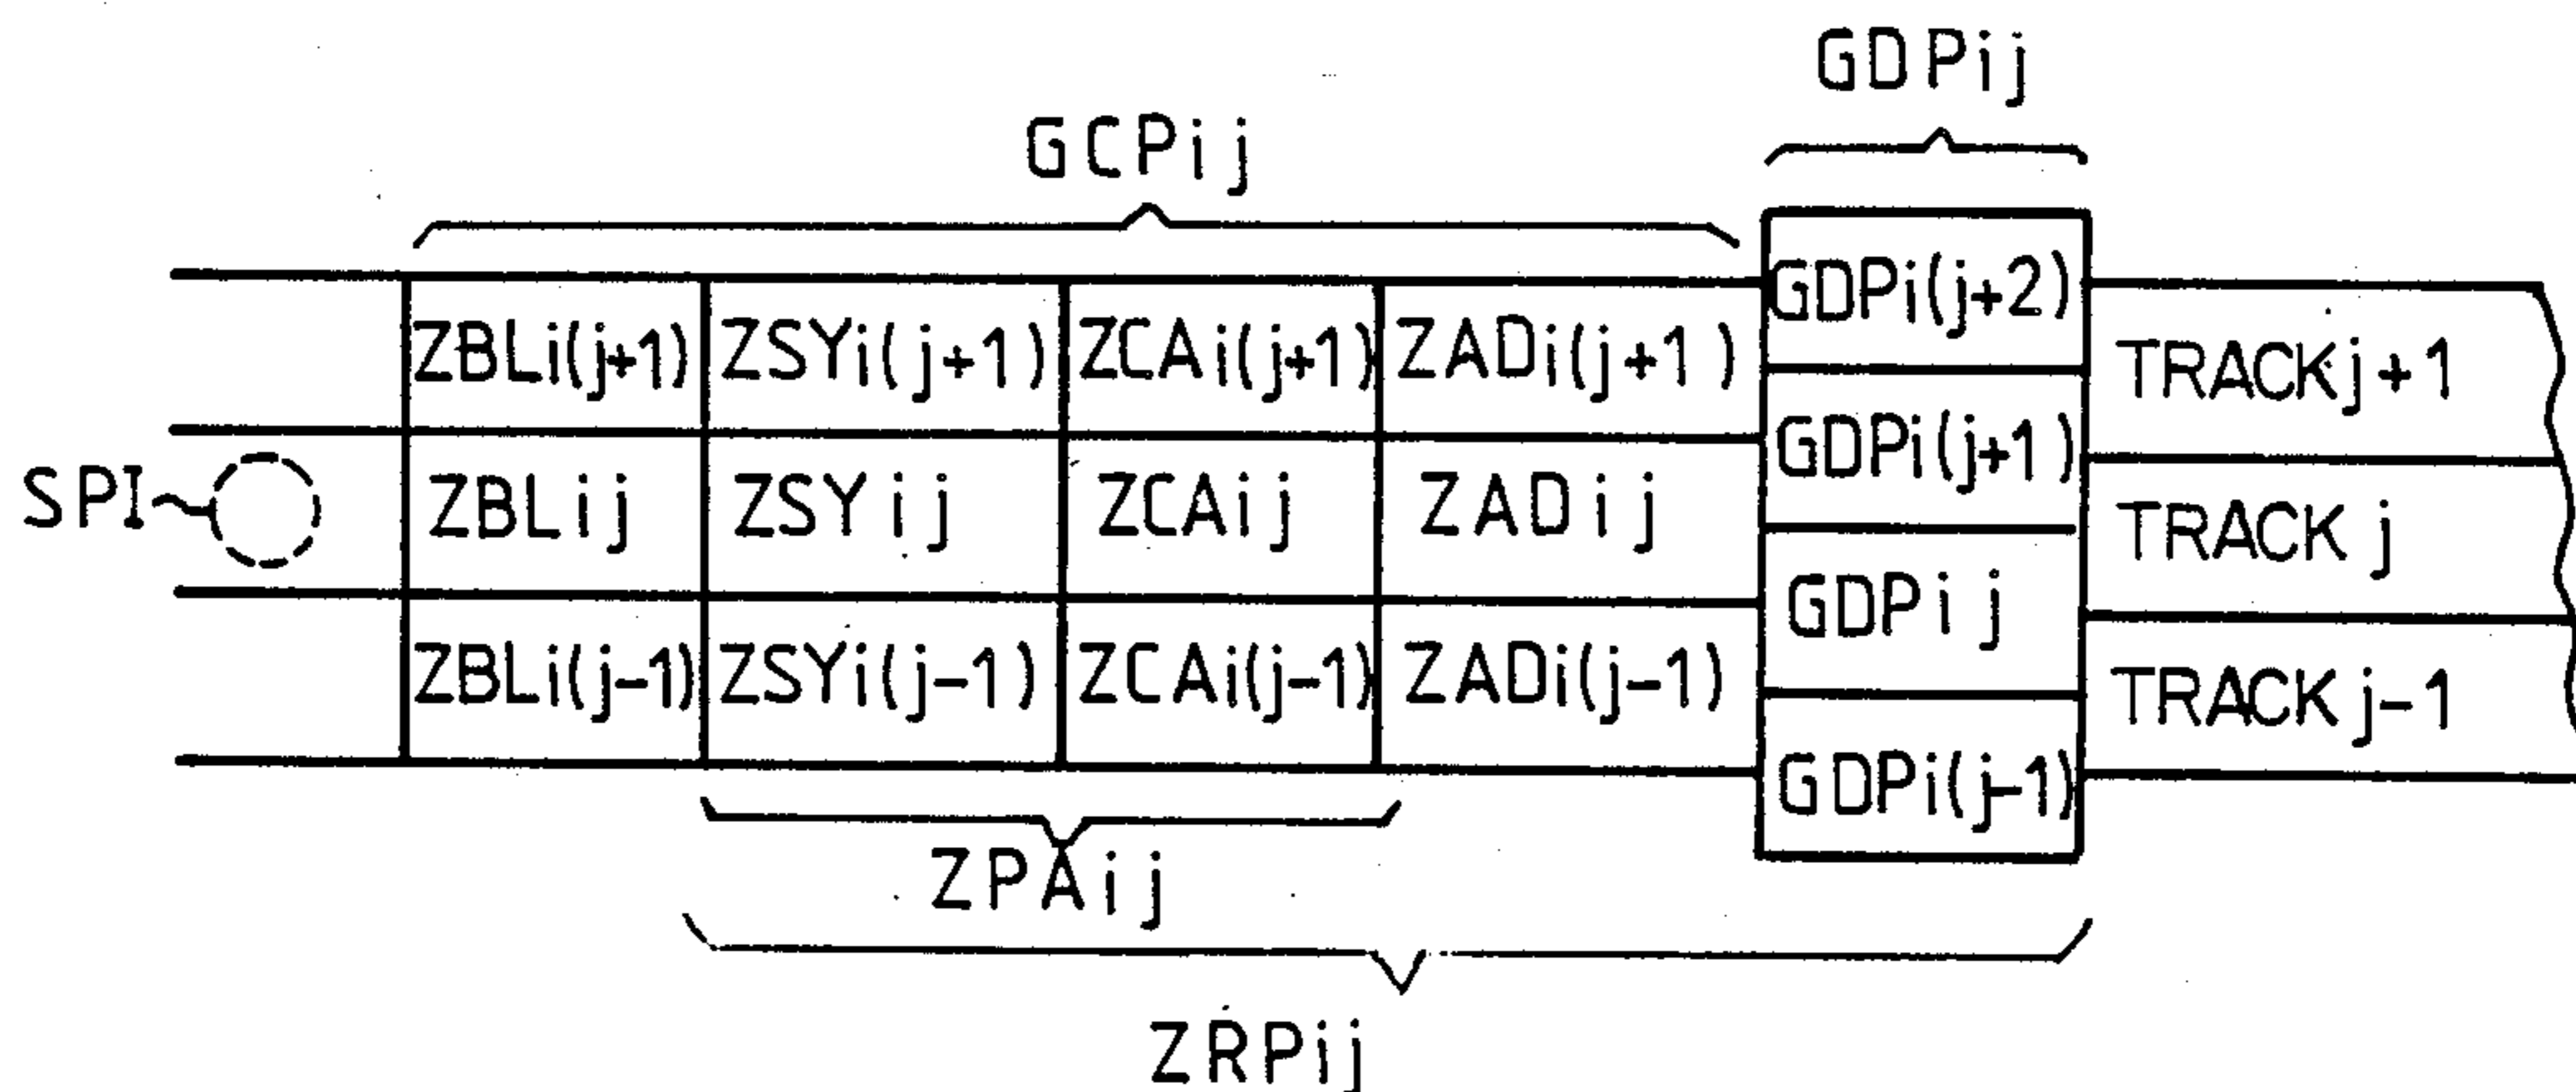 GDPij
GCPij
GDPi(j+2)
ZBLi(j+1) ZSYi(j+1) ZCAi(j+1) ZADi(j+1) TRACKj+1
GDPi(j+1)
SPI ZBLij ZSYij ZCAij ZADij TRACK j
GDPij
ZBLi(j-1) ZSYi(j-1) ZCAi(j-1) ZADi(j-1) TRACK j-1
GDPi(j-1)
ZPAij
ZRPij